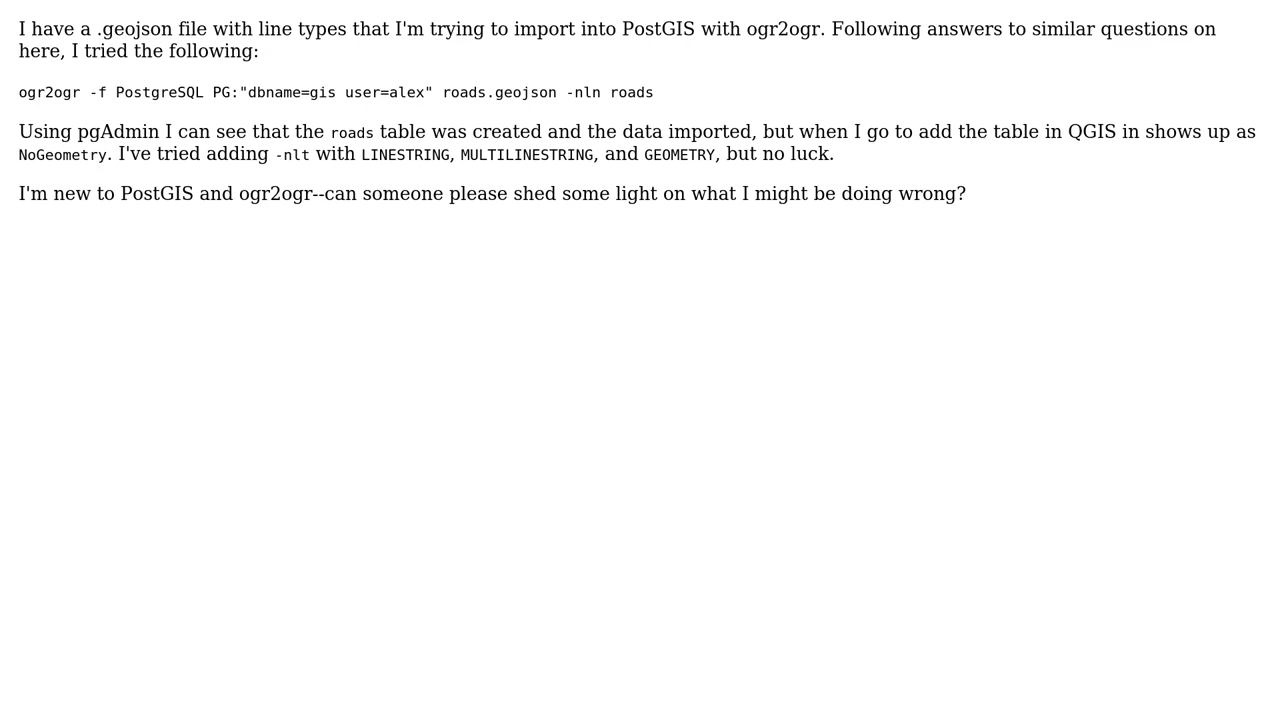 I have a .geojson file with line types that I'm trying to import into PostGIS with ogr2ogr. Following answers to similar questions on
here, I tried the following:
ogr2ogr -f PostgreSQL PG:"dbname=gis user=alex" roads.geojson -nln roads
Using pgAdmin I can see that the roads table was created and the data imported, but when I go to add the table in QGIS in shows up as
NoGeometry. I've tried adding -nlt with LINESTRING, MULTILINESTRING, and GEOMETRY, but no luck.
I'm new to PostGIS and ogr2ogr--can someone please shed some light on what I might be doing wrong?